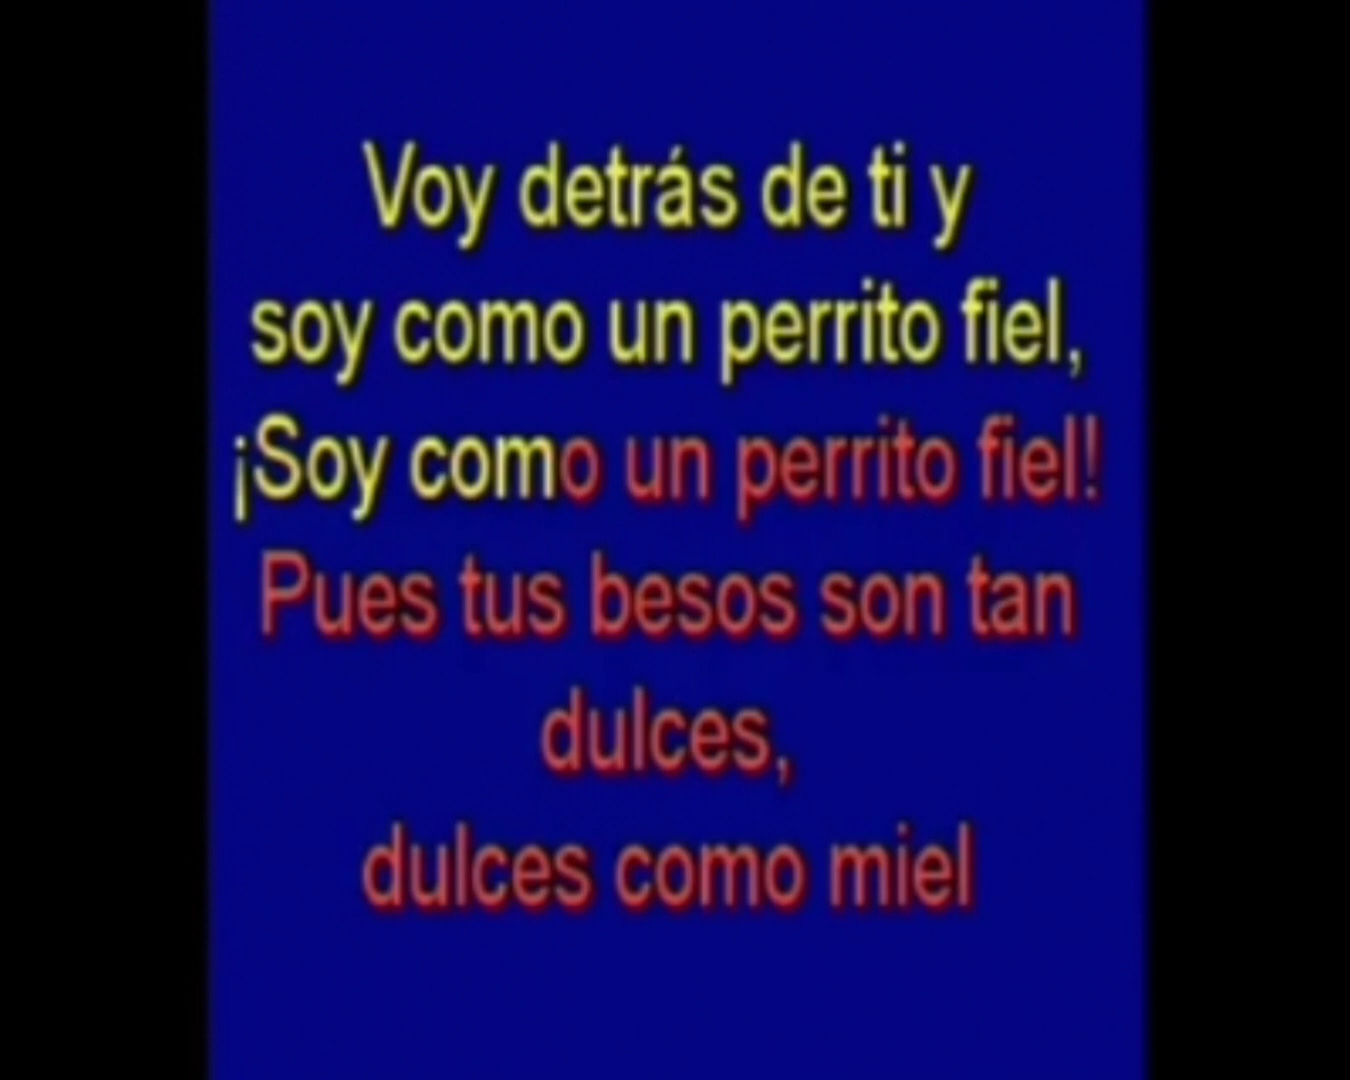 Voy detrás de ti y
soy como un perrito fiel,
¡Soy como un perrito fiel!
Pues tus besos son tan
dulces,
dulces como miel